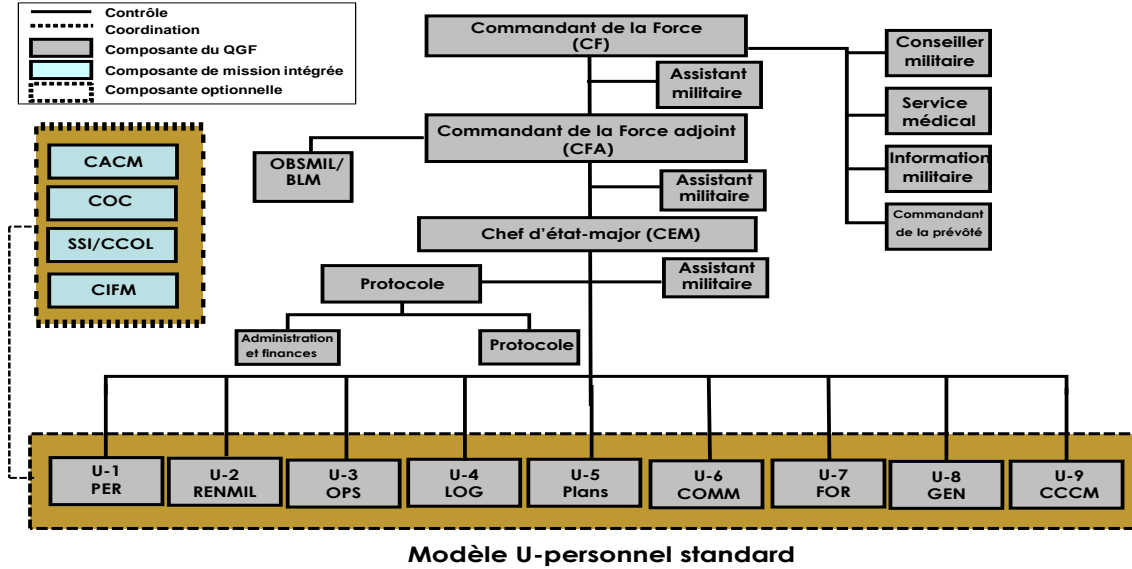 Contrôle
Coordination
Composante du QGF
Composante de mission intégrée
Composante optionnelle
Commandant de la Force
(CF)
Assistant
militaire
Conseiller
militaire
Service
médical
Information
militaire
Commandant
de la prévôté
Commandant de la Force adjoint
(CFA)
OBSMIL/
BLM
Assistant
militaire
Chef d'état-major (CEM)
Assistant
militaire
Protocole
Administration
et finances
Protocole
CACM
COC
SSI/CCOL
CIFM
U-1
PER
U-2
RENMIL
U-3
OPS
U-4
LOG
U-5
Plans
U-6
COMM
U-7
FOR
U-8
GEN
U-9
CCCM
Modèle U-personnel standard